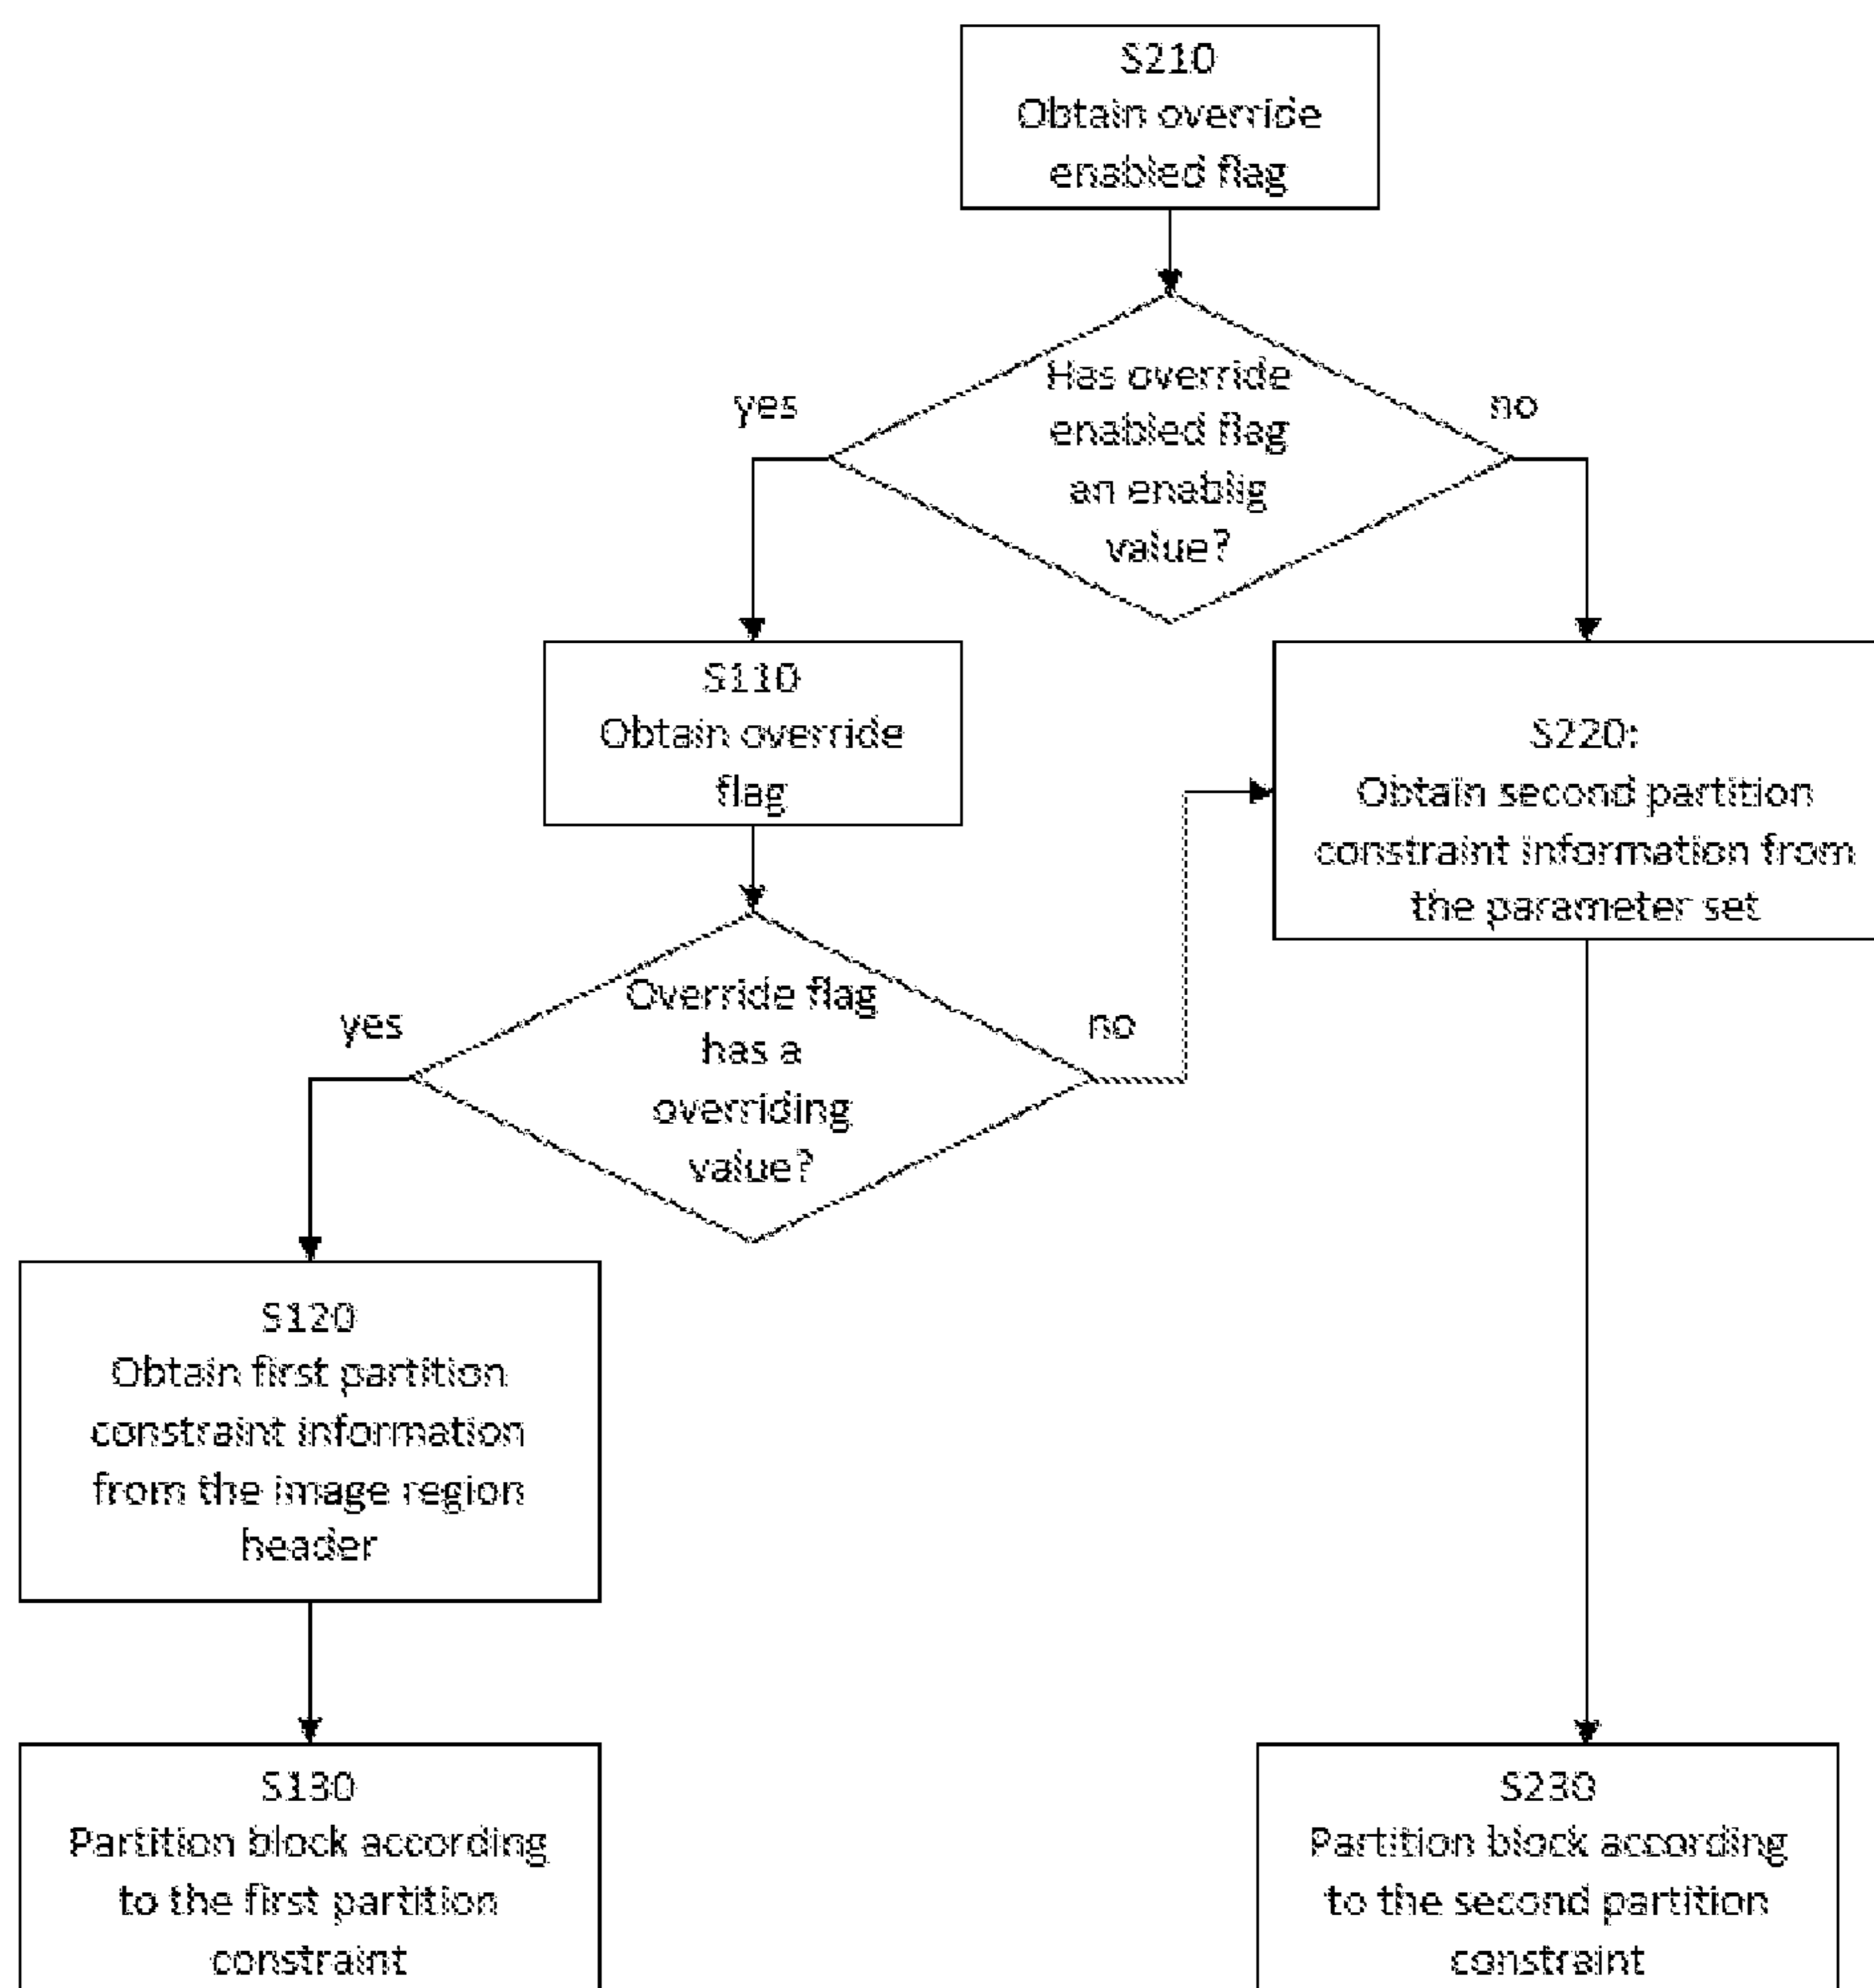 S210
Obtain override
enabled flag
Has override
enabled flag
an enablig
value?
yes
no
S110
Obtain override
flag
S220:
Obtain second partition
constraint information from
the parameter set
Override flag
has a
overriding
value?
yes
no
S120
Obtain first partition
constraint information
from the image region
header
S130
Partition block according
to the first partition
constraint
S230
Partition block according
to the second partition
constraint